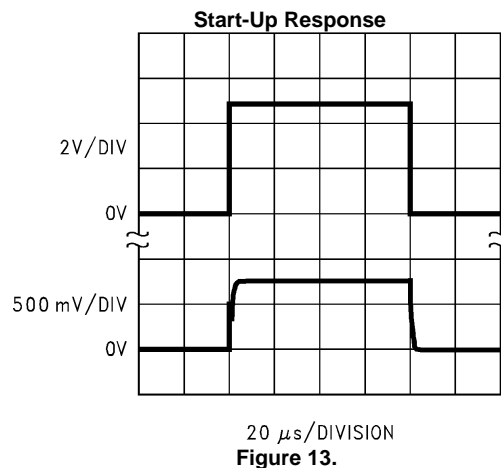 Start-Up Response
2V/DIV
0V
500 mV/DIV
0V
20 μs/DIVISION
Figure 13.